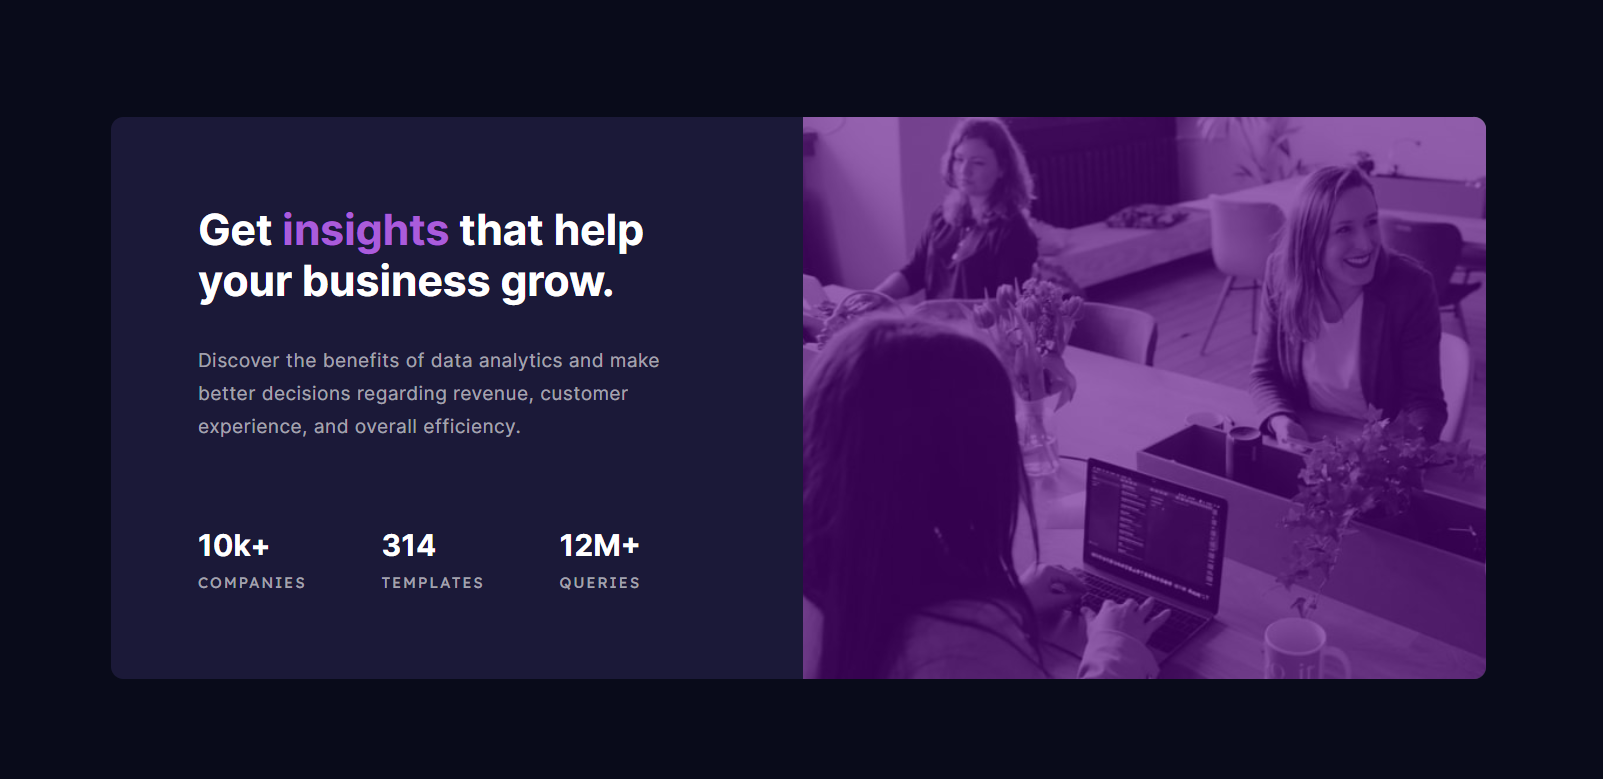 Get insights that help
your business grow.
Discover the benefits of data analytics and make
better decisions regarding revenue, customer
experience, and overall efficiency.
10k+ 314 12M+
COMPANIES TEMPLATES QUERIES